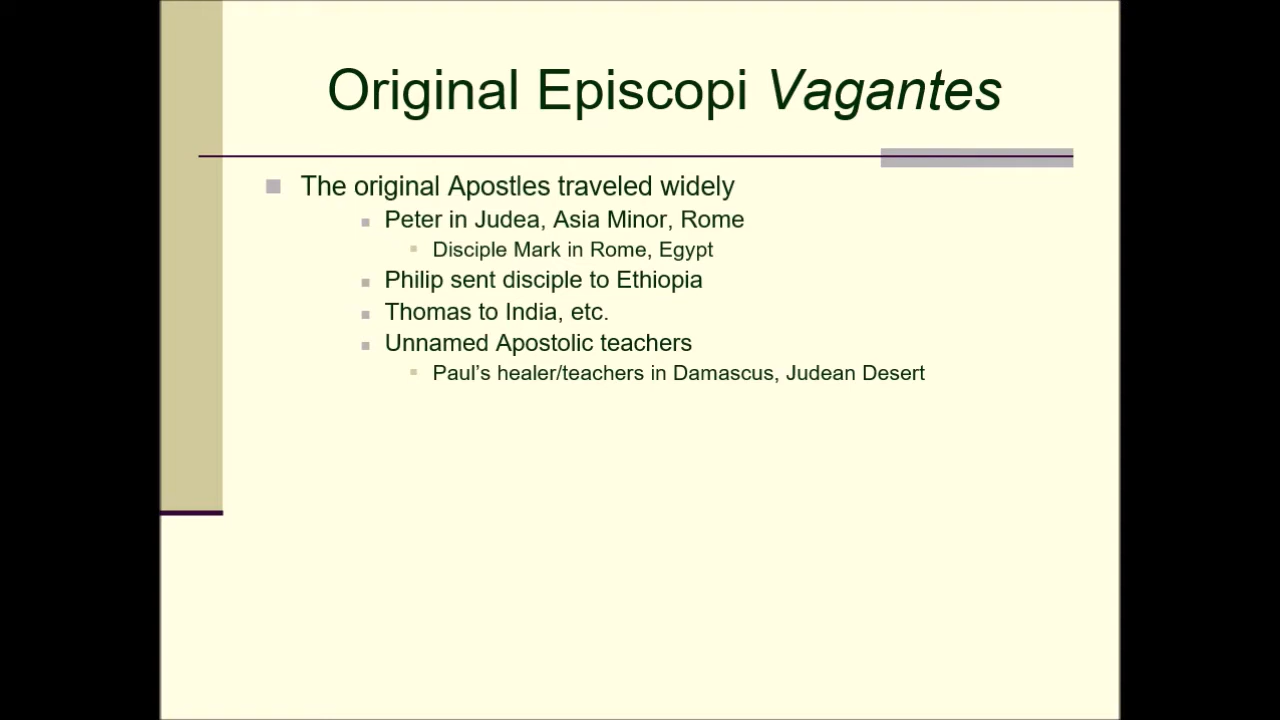 Original Episcopi Vagantes
The original Apostles traveled widely
Peter in Judea, Asia Minor, Rome
Disciple Mark in Rome, Egypt
Philip sent disciple to Ethiopia
Thomas to India, etc.
Unnamed Apostolic teachers
Paul's healer/teachers in Damascus, Judean Desert